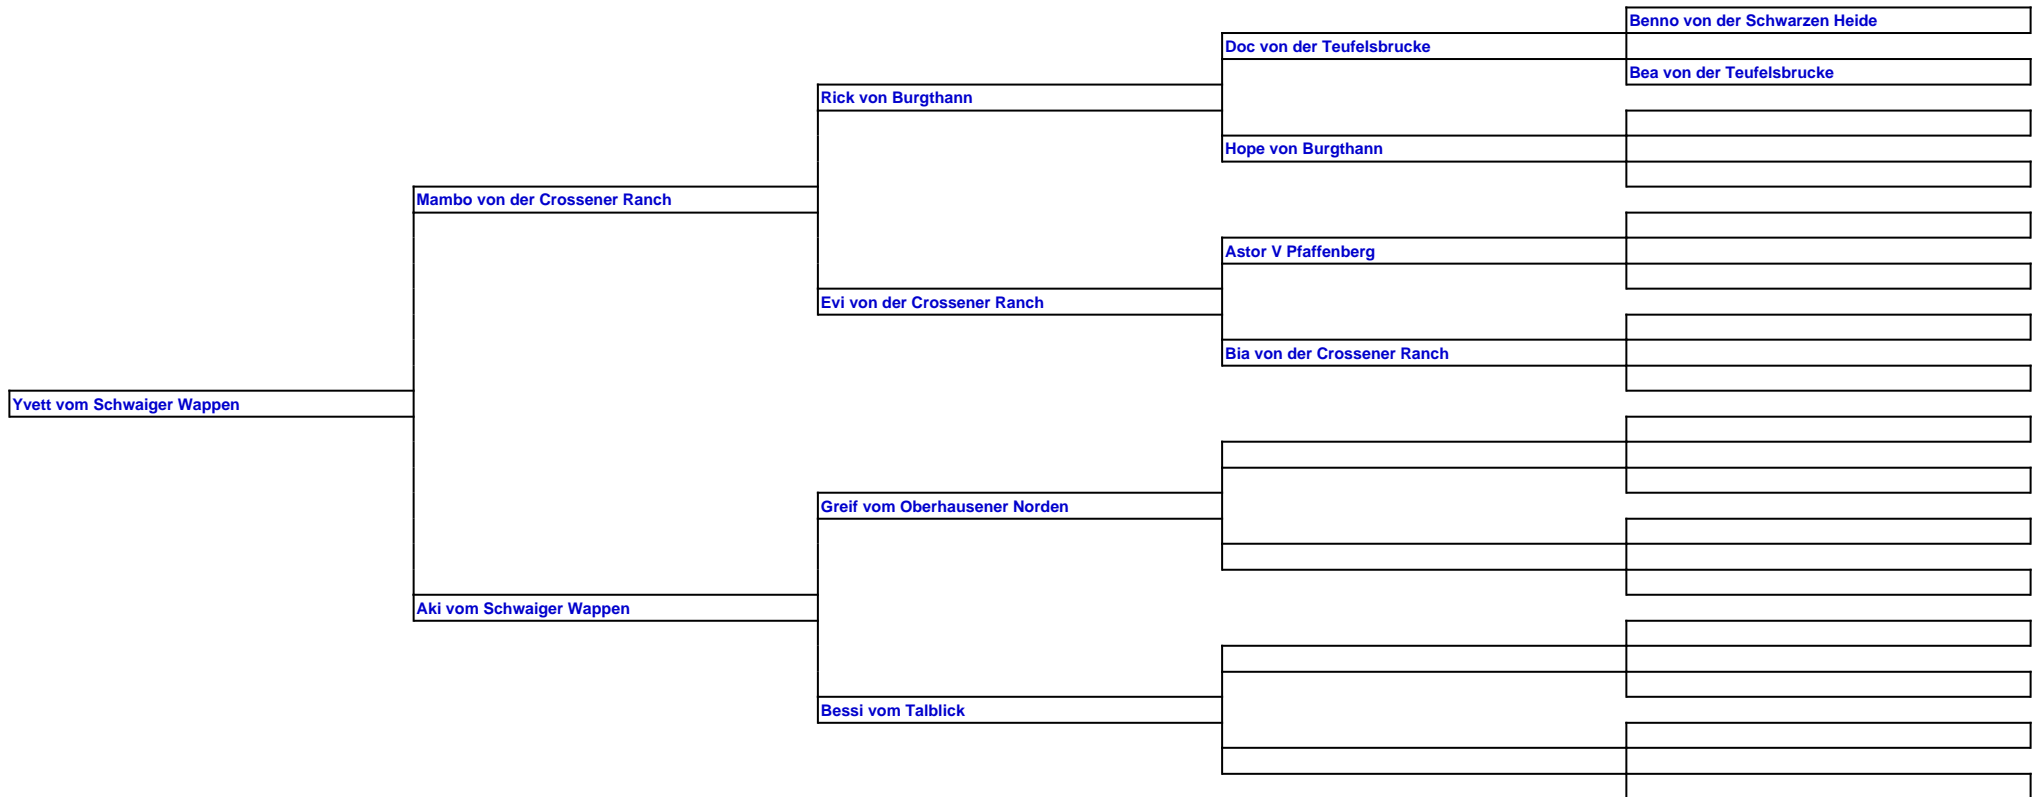 Benno von der Schwarzen Heide
Doc von der Teufelsbrucke
Bea von der Teufelsbrucke
Rick von Burgthann
Hope von Burgthann
Mambo von der Crossener Ranch
Astor V Pfaffenberg
Evi von der Crossener Ranch
Bia von der Crossener Ranch
Yvett vom Schwaiger Wappen
Greif vom Oberhausener Norden
Aki vom Schwaiger Wappen
Bessi vom Talblick